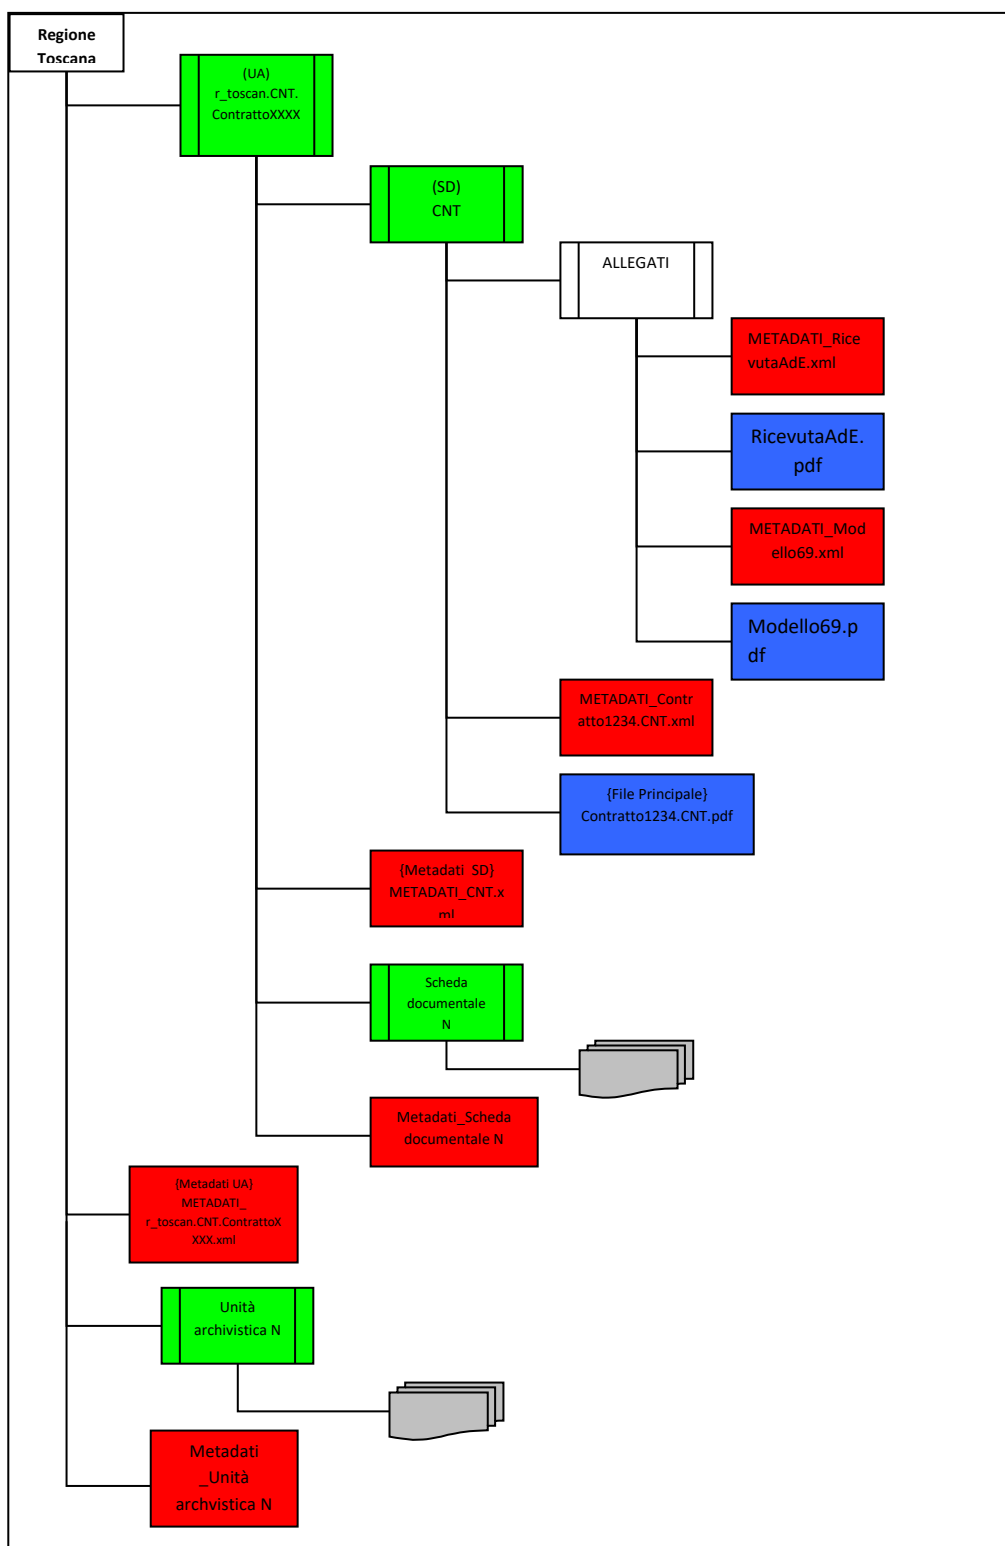 Regione
Toscana
(UA)
r_toscan.CNT.
ContrattoXXXX
(SD)
CNT
ALLEGATI
METADATI_Rice
vutaAdE.xml
RicevutaAdE.
pdf
METADATI_Mod
ello69.xml
Modello69.p
df
METADATI_Contr
atto1234.CNT.xml
{File Principale}
Contratto1234.CNT.pdf
{Metadati SD}
METADATI_CNT.x
ml
Scheda
documentale
N
Metadati_Scheda
documentale N
{Metadati UA}
METADATI_
r_toscan.CNT.ContrattoX
XXX.xml
Unità
archivistica N
Metadati
_Unità
archvistica N